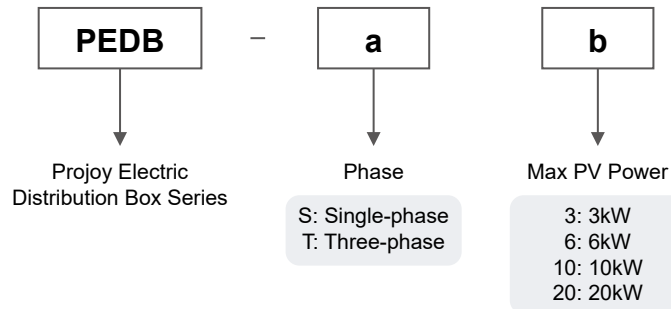 PEDB – a b
Projoy Electric
Distribution Box Series
Phase
S: Single-phase
T: Three-phase
Max PV Power
3: 3kW
6: 6kW
10: 10kW
20: 20kW